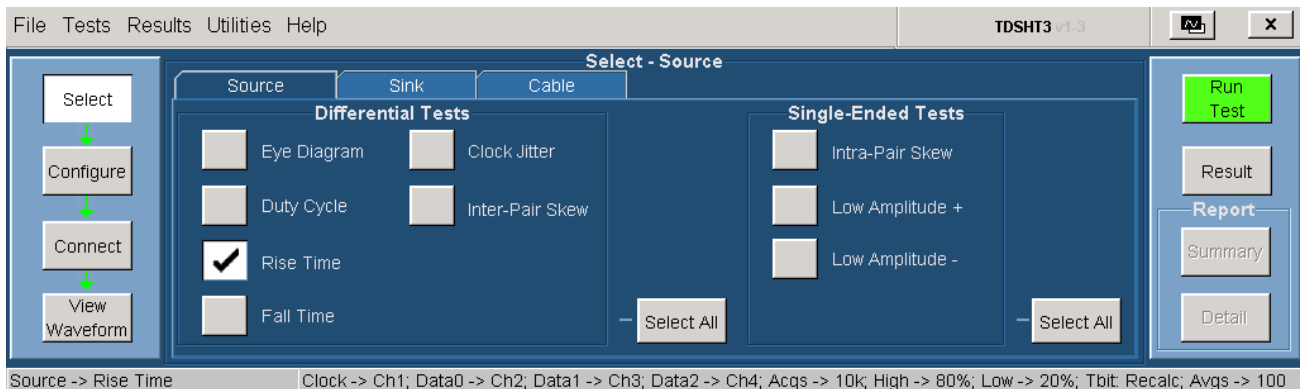 File Tests Results Utilities Help
TDSHT3 v1-3
x
Select - Source
Select
Configure
Connect
View
Waveform
Source Sink Cable
Differential Tests
Eye Diagram Clock Jitter
Duty Cycle Inter-Pair Skew
Rise Time
Fall Time
Select All
Single-Ended Tests
Intra-Pair Skew
Low Amplitude +
Low Amplitude -
Select All
Run
Test
Result
Report
Summary
Detail
Source -> Rise Time
Clock -> Ch1; Data0 -> Ch2; Data1 -> Ch3; Data2 -> Ch4; Acqs -> 10k; High -> 80%; Low -> 20%; Tbit: Recalc; Avgs -> 100